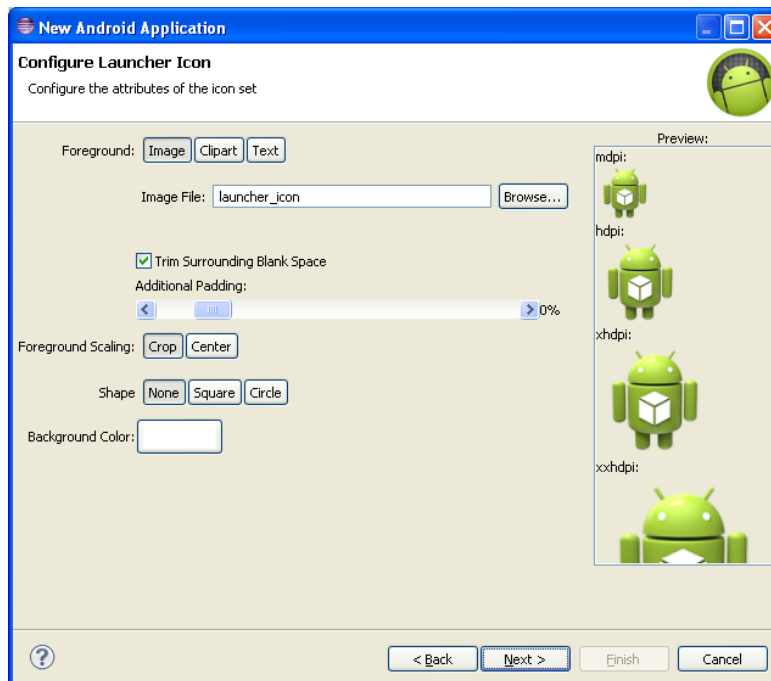 New Android Application
Configure Launcher Icon
Configure the attributes of the icon set
Foreground: Image Clipart Text
Image File: launcher_icon Browse...
Trim Surrounding Blank Space
Additional Padding:
0%
Foreground Scaling: Crop Center
Shape None Square Circle
Background Color:
Preview:
mdpi:
hdpi:
xhdpi:
xxhdpi:
?
< Back Next > Finish Cancel